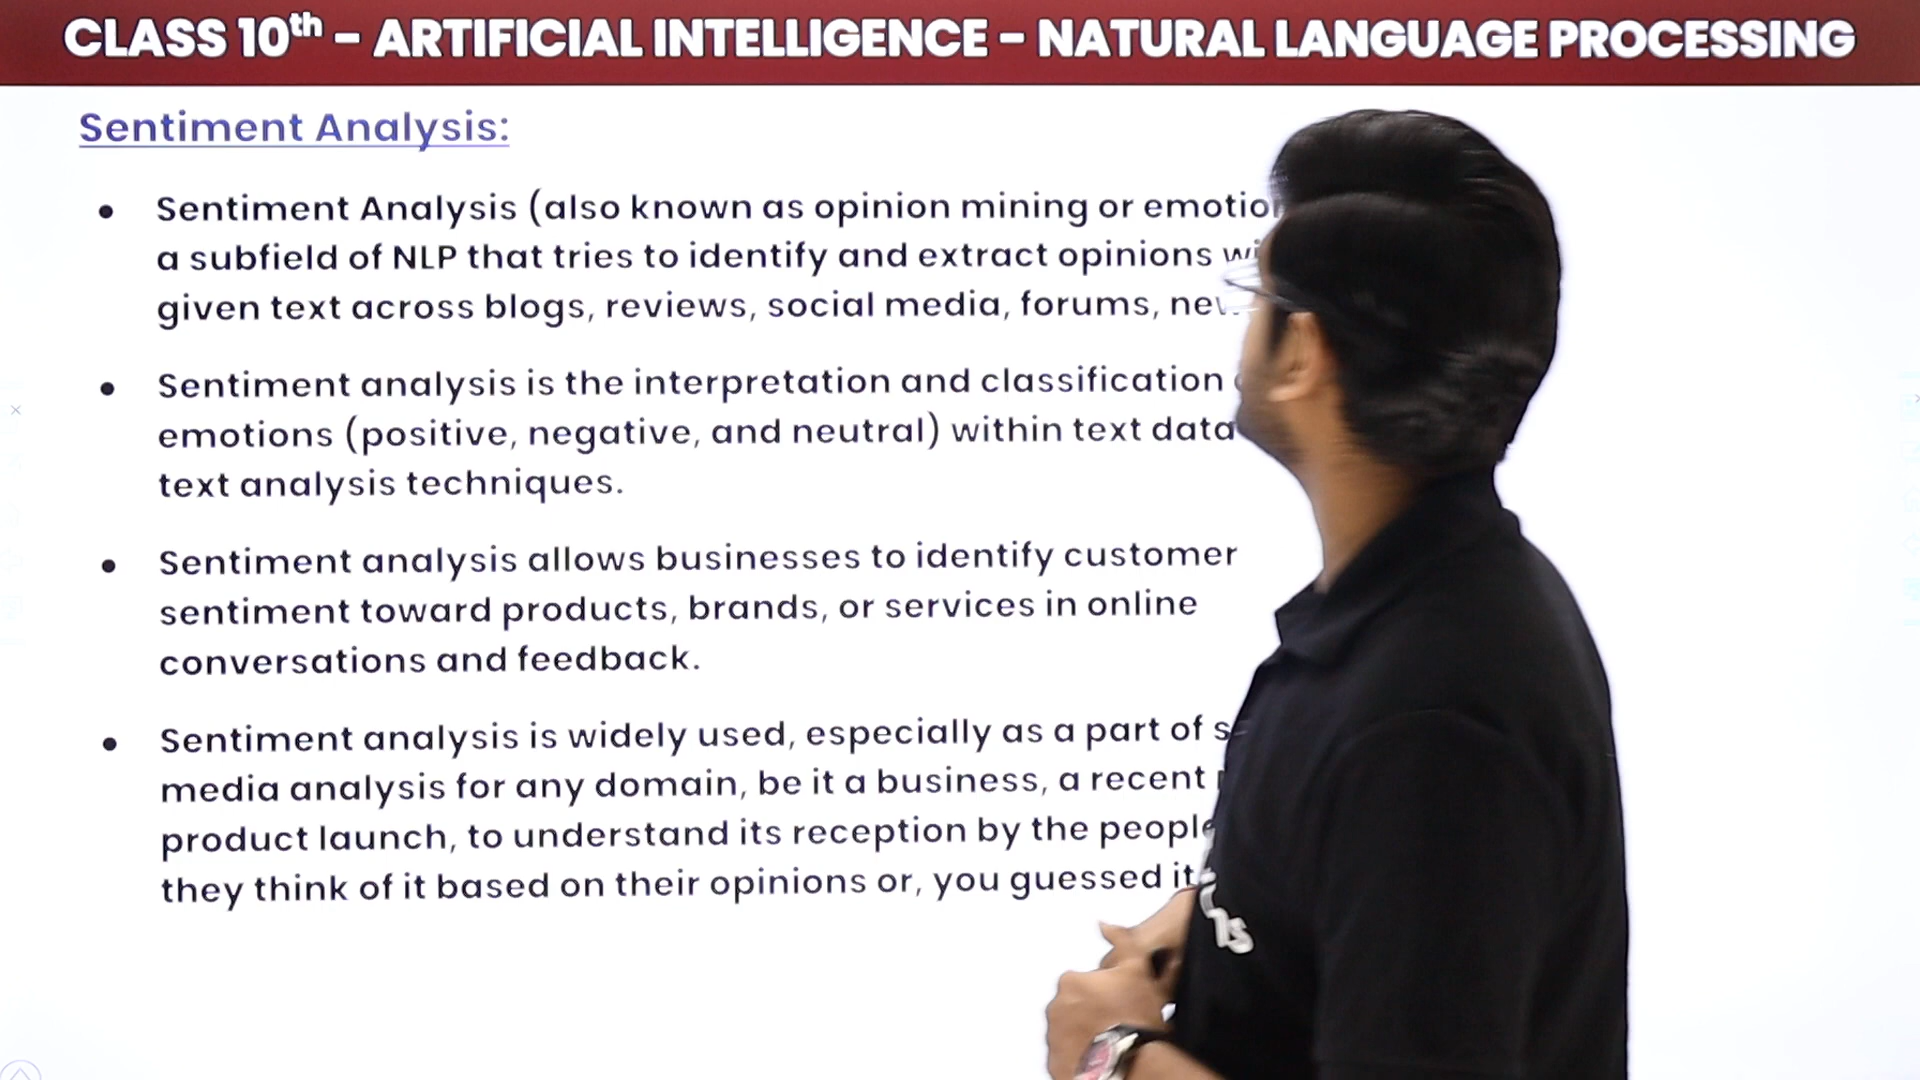 CLASS 10th - ARTIFICIAL INTELLIGENCE - NATURAL LANGUAGE PROCESSING
Sentiment Analysis:
• Sentiment Analysis (also known as opinion mining or
a subfield of NLP that tries to identify and extract opinions
given text across blogs, reviews, social media, forums,
• Sentiment analysis is the interpretation and classification
emotions (positive, negative, and neutral) within text data
text analysis techniques.
• Sentiment analysis allows businesses to identify customer
sentiment toward products, brands, or services in online
conversations and feedback.
• Sentiment analysis is widely used, especially as a part of
media analysis for any domain, be it a business, a recent
product launch, to understand its reception by the
they think of it based on their opinions or, you guessed it